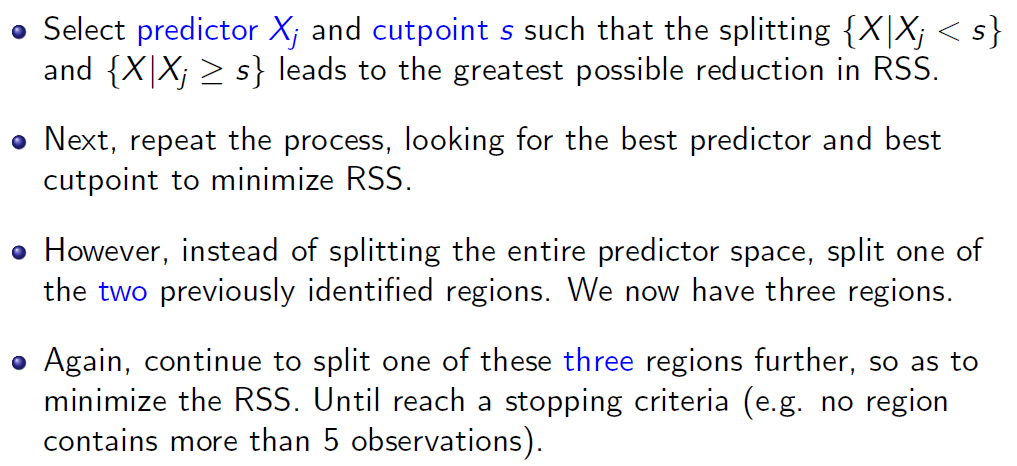 Select predictor Xj and cutpoint s such that the splitting {X|Xj < s}
and {X|Xj ≥ s} leads to the greatest possible reduction in RSS.
Next, repeat the process, looking for the best predictor and best
cutpoint to minimize RSS.
However, instead of splitting the entire predictor space, split one of
the two previously identified regions. We now have three regions.
Again, continue to split one of these three regions further, so as to
minimize the RSS. Until reach a stopping criteria (e.g. no region
contains more than 5 observations).